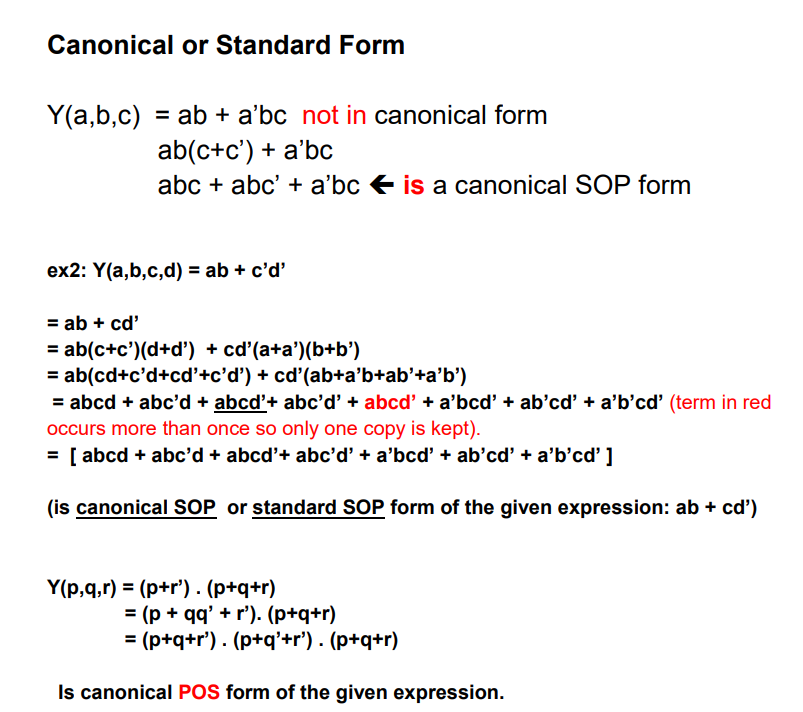 Canonical or Standard Form
Y(a,b,c) = ab + a’bc not in canonical form
ab(c+c’) + a’bc
abc + abc’ + a’bc 🡸 is a canonical SOP form
ex2: Y(a,b,c,d) = ab + c’d’
= ab + cd’
= ab(c+c’)(d+d’) + cd’(a+a’)(b+b’)
= ab(cd+c’d+cd’+c’d’) + cd’(ab+a’b+ab’+a’b’)
= abcd + abc’d + abcd’+ abc’d’ + abcd’ + a’bcd’ + ab’cd’ + a’b’cd’ (term in red
occurs more than once so only one copy is kept).
= [ abcd + abc’d + abcd’+ abc’d’ + a’bcd’ + ab’cd’ + a’b’cd’ ]
(is canonical SOP or standard SOP form of the given expression: ab + cd’)
Y(p,q,r) = (p+r’) . (p+q+r)
= (p + qq’ + r’). (p+q+r)
= (p+q+r’) . (p+q’+r’) . (p+q+r)
Is canonical POS form of the given expression.